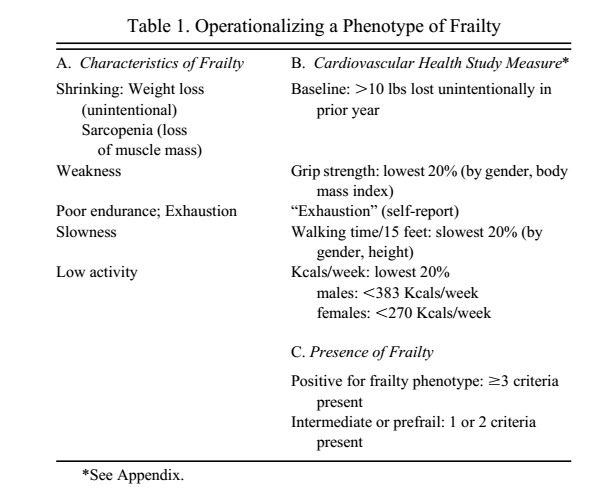 Table 1. Operationalizing a Phenotype of Frailty
A. Characteristics of Frailty
B. Cardiovascular Health Study Measure*
Shrinking: Weight loss
(unintentional)
Sarcopenia (loss
of muscle mass)
Baseline: >10 lbs lost unintentionally in
prior year
Weakness
Grip strength: lowest 20% (by gender, body
mass index)
Poor endurance; Exhaustion
“Exhaustion” (self-report)
Slowness
Walking time/15 feet: slowest 20% (by
gender, height)
Low activity
Kcals/week: lowest 20%
males: <383 Kcals/week
females: <270 Kcals/week
C. Presence of Frailty
Positive for frailty phenotype: ≥3 criteria
present
Intermediate or prefrail: 1 or 2 criteria
present
*See Appendix.